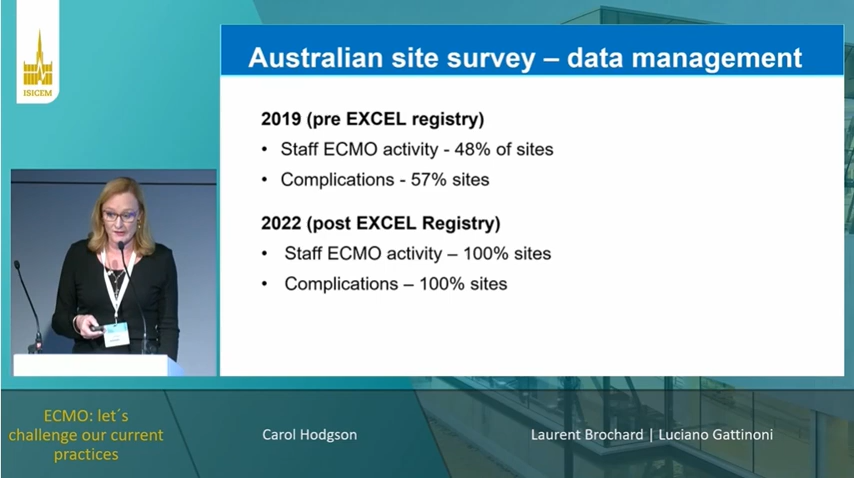 ISICEM
Australian site survey – data management
2019 (pre EXCEL registry)
• Staff ECMO activity - 48% of sites
• Complications - 57% sites
2022 (post EXCEL Registry)
• Staff ECMO activity – 100% sites
• Complications – 100% sites
ECMO: let´s
challenge our current
practices
Carol Hodgson
Laurent Brochard | Luciano Gattinoni